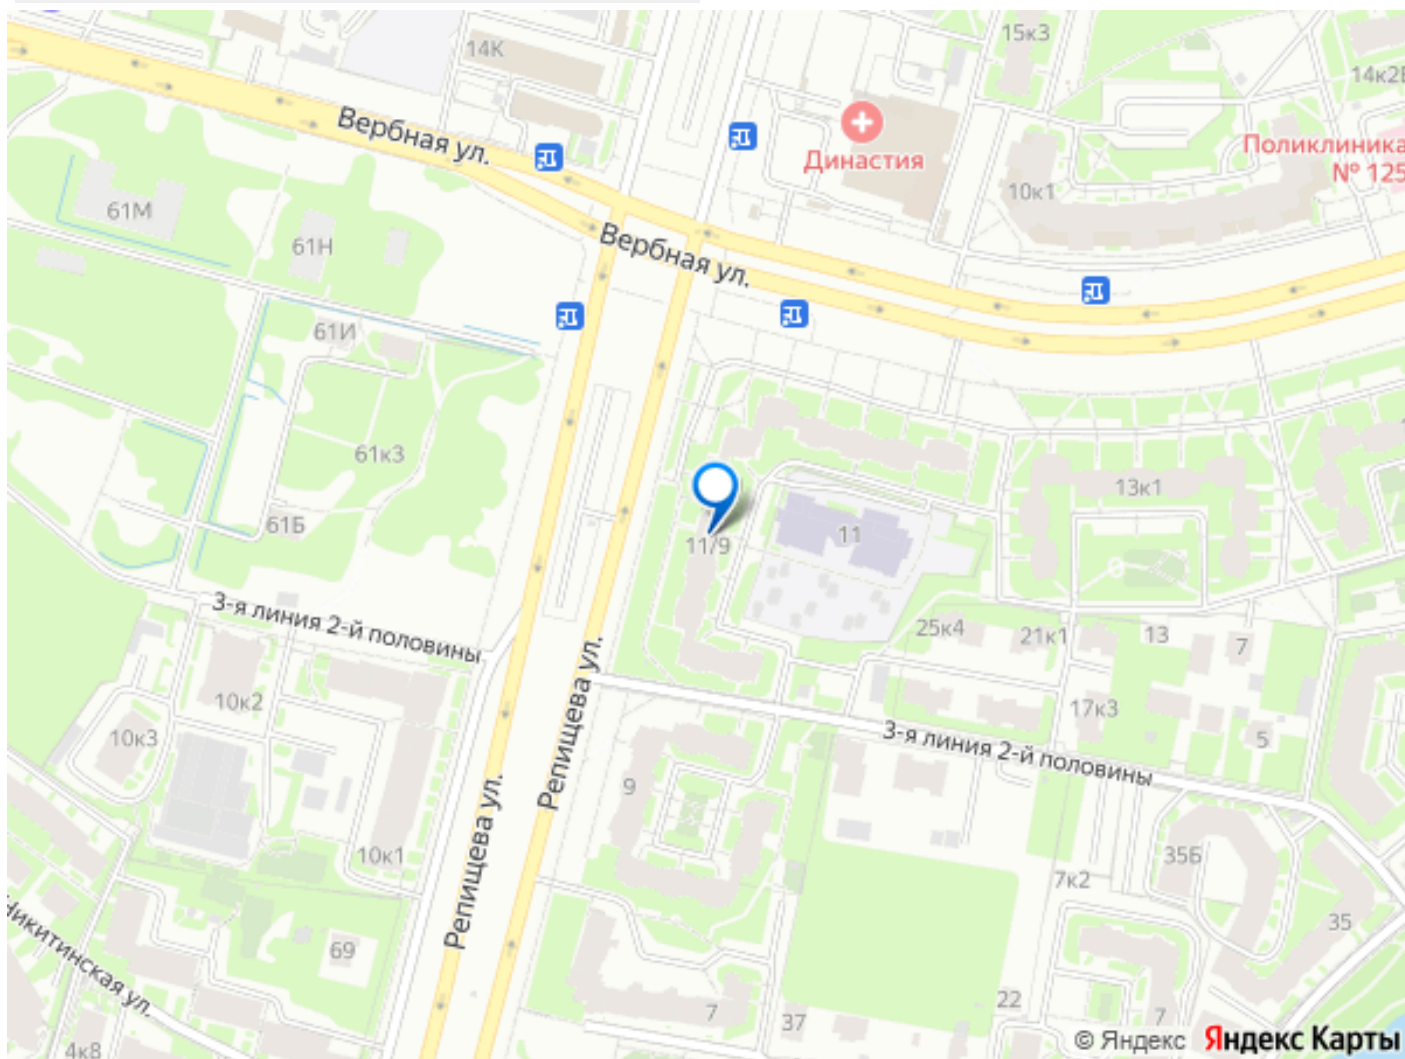 15к3
14К
14к2В
Вербная ул.
Династия
Поликлиника
№ 125
10к1
61М
61Н
Вербная ул.
61И
61к3
13к1
61Б
11
11/9
3-я линия 2-й половины
25к4
21к1
13
7
10к2
17к3
10к3
3-я линия 2-й половины
5
Репищева ул.
9
Репищева ул.
10к1
35Б
7к2
35
Никитинская ул.
69
22
7
37
7
4к8
© Яндекс Яндекс Карты